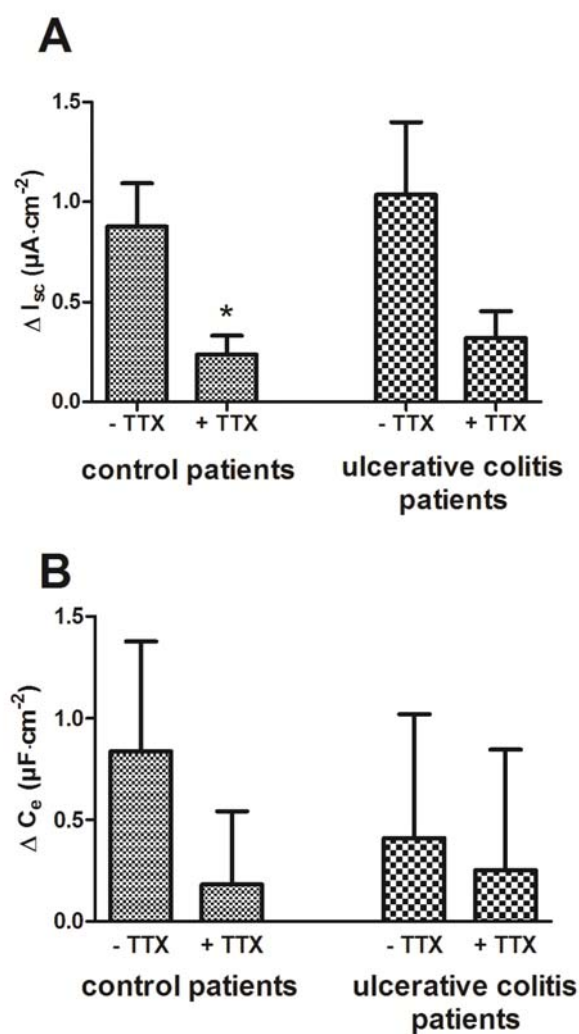 A
Δ Isc (µA·cm-2)
1.5
1.0
0.5
0.0
*
- TTX + TTX - TTX + TTX
control patients ulcerative colitis
patients
B
Δ Ce (µF·cm-2)
1.5
1.0
0.5
0.0
- TTX + TTX - TTX + TTX
control patients ulcerative colitis
patients